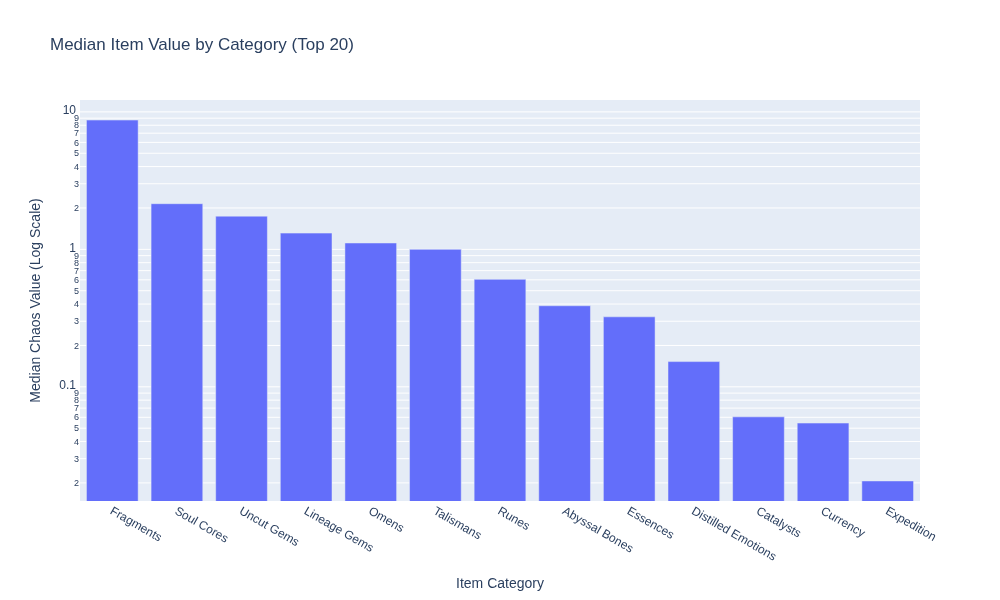 Median Item Value by Category (Top 20)
Median Chaos Value (Log Scale)
10
9
8
7
6
5
4
3
2
1
9
8
7
6
5
4
3
2
0.1
9
8
7
6
5
4
3
2
Fragments
Soul Cores
Uncut Gems
Lineage Gems
Omens
Talismans
Runes
Abyssal Bones
Essences
Distilled Emotions
Catalysts
Currency
Expedition
Item Category